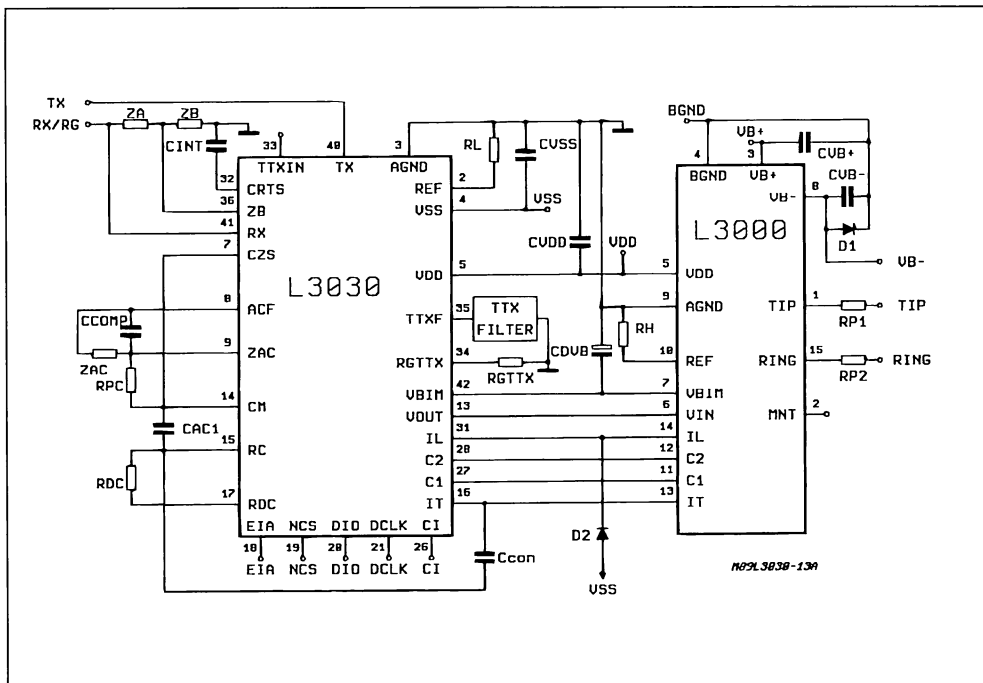 TX
ZA
ZB
RX/RG
CINT
33
40
3
TTXIN
TX
AGND
32
CRTS
36
ZB
41
RX
7
CZS
L3030
RL
CVSS
2
REF
4
VSS
VSS
CVDD
VDD
5
VDD
8
ACF
CCOMP
9
ZAC
ZAC
RPC
14
CM
CAC1
15
RC
RDC
17
RDC
35
TTXF
TTX
FILTER
34
RGTTX
RGTTX
CDVB
RH
42
VBIM
13
VOUT
31
IL
28
C2
27
C1
16
IT
EIA
NCS
DIO
DCLK
CI
18
19
20
21
26
EIA
NCS
DIO
DCLK
CI
Ccon
D2
VSS
BGND
VB+
CVB+
4
3
BGND
VB+
CVB-
8
VB-
L3000
D1
VB-
5
VDD
9
AGND
1
TIP
RP1
TIP
10
REF
15
RING
RP2
RING
7
VBIM
6
VIN
2
MNT
14
IL
12
C2
11
C1
13
IT
M89L3030-13A